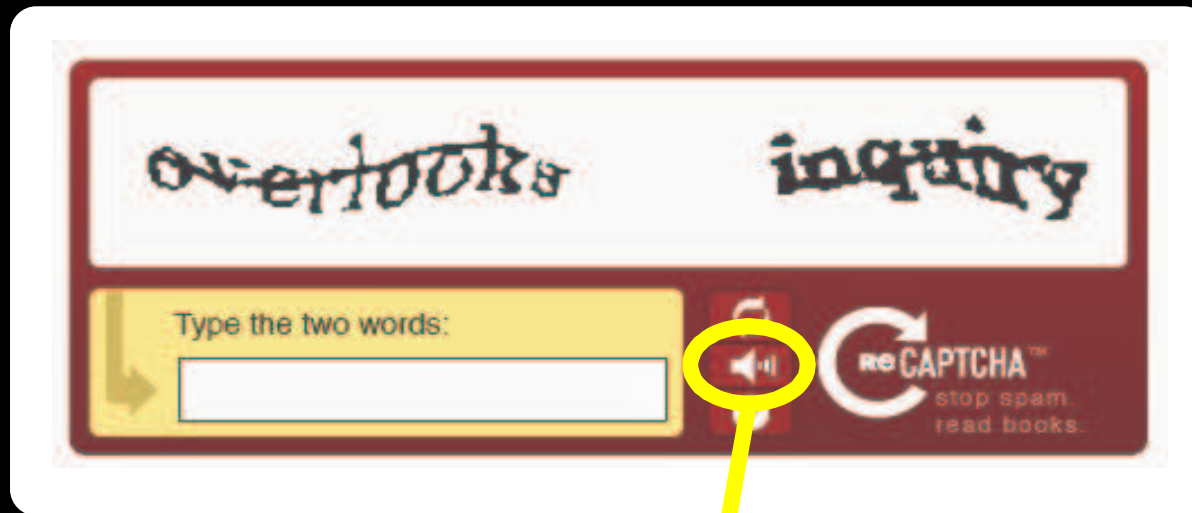 overlooks inquiry
Type the two words:
ReCAPTCHA™
stop spam.
read books.